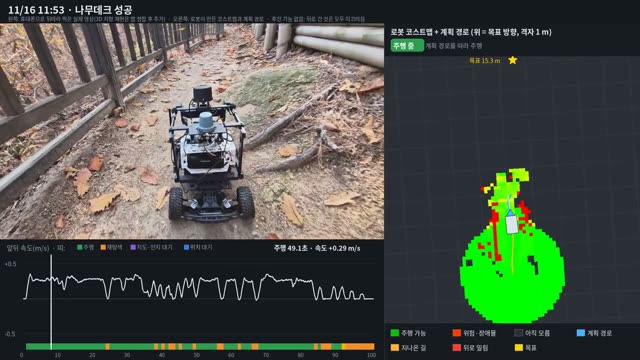 11/16 11:53 · 나무데크 성공
로봇 코스트맵 + 계획 경로 (위 = 목표 방향, 격자 1 m)
주행 중
계획 경로를 따라 주행
목표 15.3 m
앞뒤 속도(m/s) · 띠:
주행
재탐색
지도·인지 대기
위치 대기
주행 49.1초 · 속도 +0.29 m/s
+0.5
-0.5
0 10 20 30 40 50 60 70 80 90 100
주행 가능
위험·장애물
아직 모름
계획 경로
지나온 길
뒤로 밀림
목표